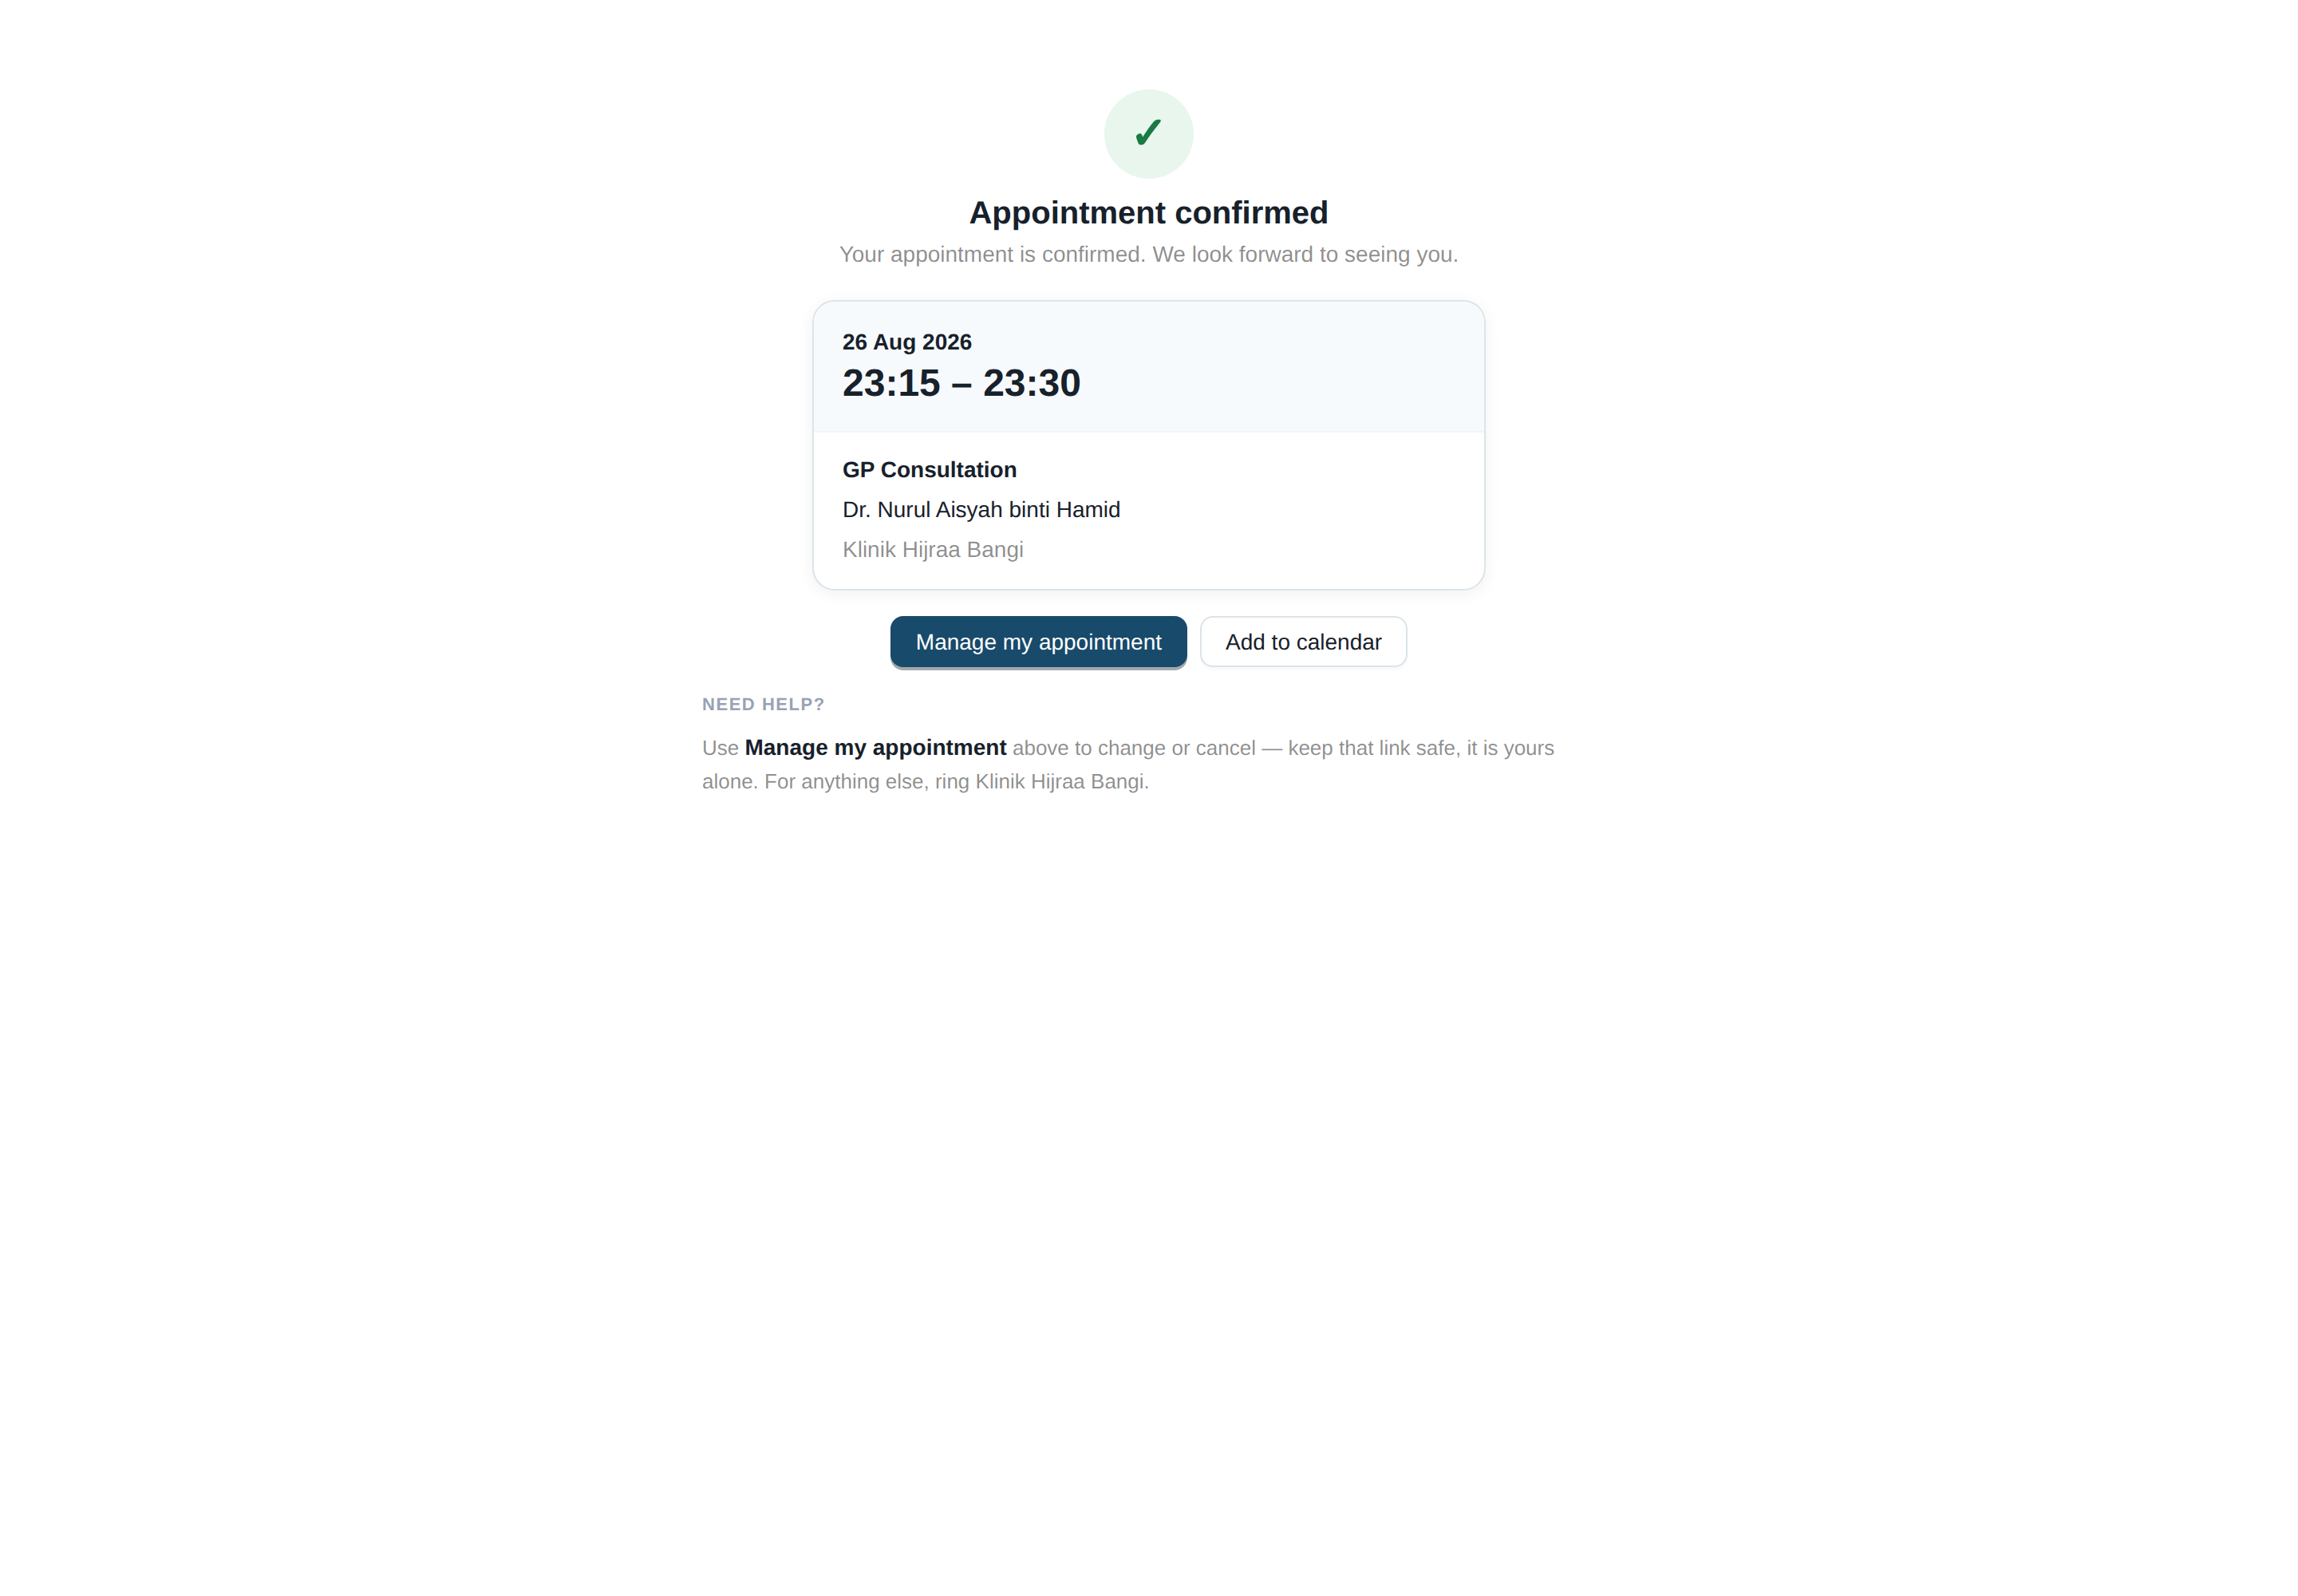 ✓
Appointment confirmed
Your appointment is confirmed. We look forward to seeing you.
26 Aug 2026
23:15 – 23:30
GP Consultation
Dr. Nurul Aisyah binti Hamid
Klinik Hijraa Bangi
Manage my appointment
Add to calendar
NEED HELP?
Use Manage my appointment above to change or cancel — keep that link safe, it is yours
alone. For anything else, ring Klinik Hijraa Bangi.